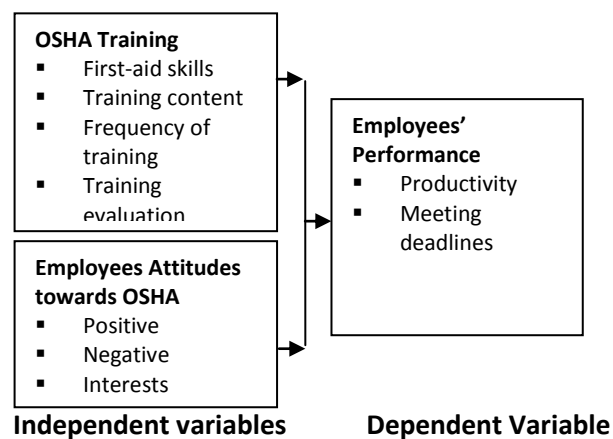 OSHA Training
▪ First-aid skills
▪ Training content
▪ Frequency of
training
▪ Training
evaluation
Employees Attitudes
towards OSHA
▪ Positive
▪ Negative
▪ Interests
Employees’
Performance
▪ Productivity
▪ Meeting
deadlines
Independent variables
Dependent Variable